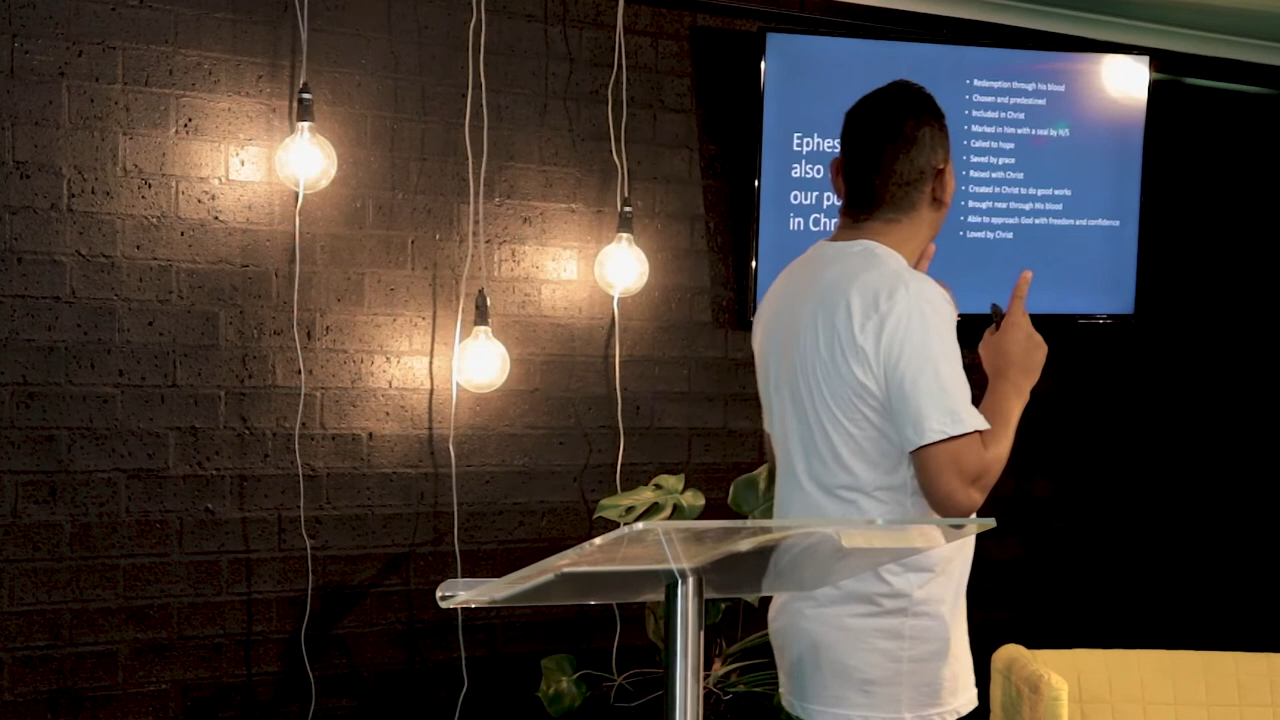 Ephes
also
our pu
in Chr
• Redemption through his blood
• Chosen and predestined
• Included in Christ
• Marked in him with a seal by H/S
• Called to hope
• Saved by grace
• Raised with Christ
• Created in Christ to do good works
• Brought near through His blood
• Able to approach God with freedom and confidence
• Loved by Christ